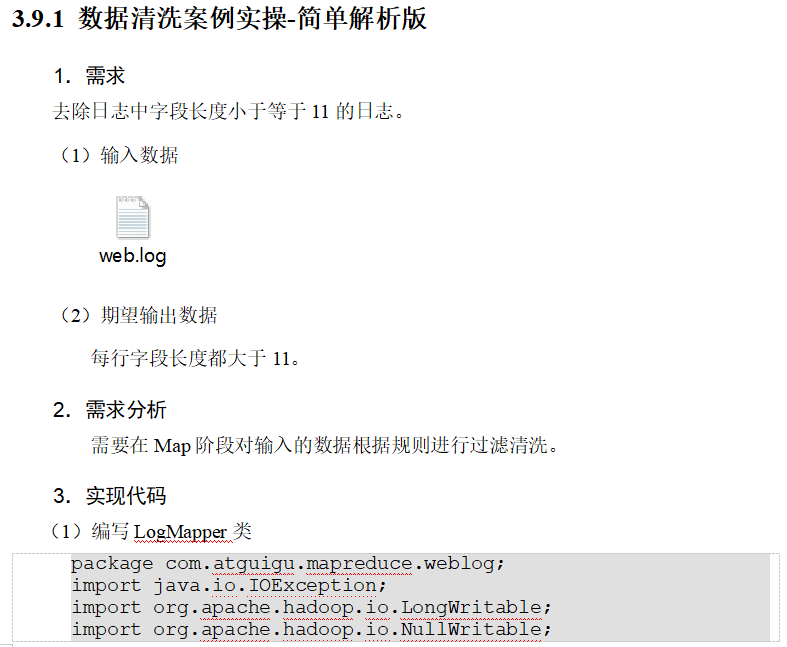 3.9.1 数据清洗案例实操-简单解析版
1．需求
去除日志中字段长度小于等于 11 的日志。
（1）输入数据
web.log
（2）期望输出数据
每行字段长度都大于 11。
2．需求分析
需要在 Map 阶段对输入的数据根据规则进行过滤清洗。
3．实现代码
（1）编写 LogMapper 类
package com.atguigu.mapreduce.weblog;
import java.io.IOException;
import org.apache.hadoop.io.LongWritable;
import org.apache.hadoop.io.NullWritable;